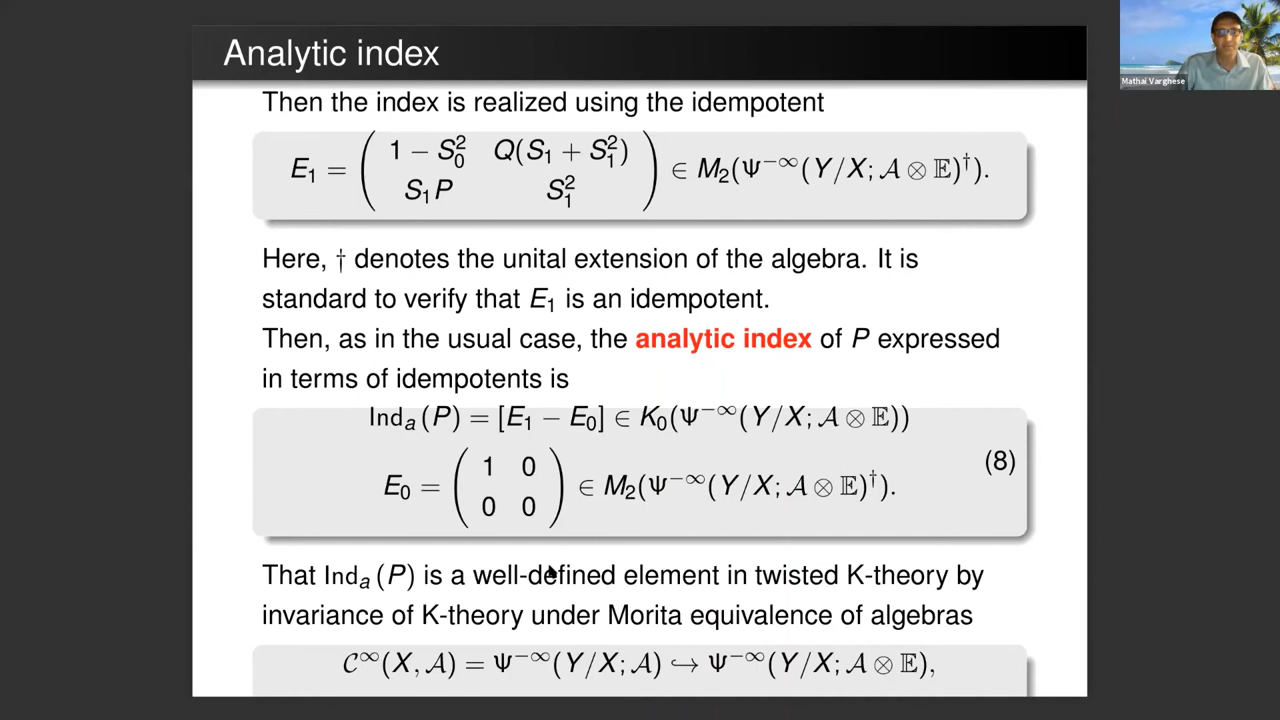 Analytic index
Mathai Varghese
Then the index is realized using the idempotent
E₁ = ( 1 − S₀² Q(S₁ + S₁²) ; S₁P S₁² ) ∈ M₂(Ψ^−∞(Y/X; 𝒜 ⊗ 𝔼)^†).
Here, † denotes the unital extension of the algebra. It is
standard to verify that E₁ is an idempotent.
Then, as in the usual case, the analytic index of P expressed
in terms of idempotents is
Ind_a (P) = [E₁ − E₀] ∈ K₀(Ψ^−∞(Y/X; 𝒜 ⊗ 𝔼))
(8)
E₀ = ( 1 0 ; 0 0 ) ∈ M₂(Ψ^−∞(Y/X; 𝒜 ⊗ 𝔼)^†).
That Ind_a (P) is a well-defined element in twisted K-theory by
invariance of K-theory under Morita equivalence of algebras
𝒞^∞(X, 𝒜) = Ψ^−∞(Y/X; 𝒜) ↪ Ψ^−∞(Y/X; 𝒜 ⊗ 𝔼),